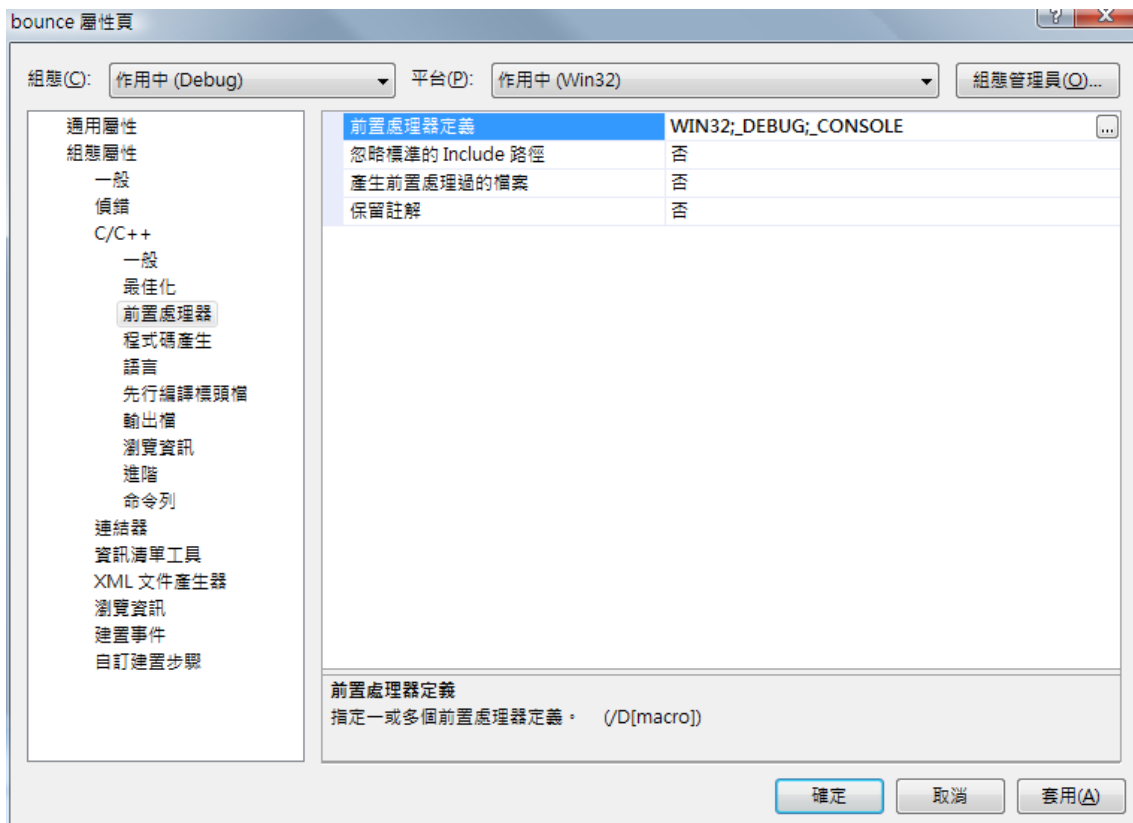 bounce 屬性頁
組態(C): 作用中 (Debug) 平台(P): 作用中 (Win32) 組態管理員(O)...
通用屬性
組態屬性
一般
偵錯
C/C++
一般
最佳化
前置處理器
程式碼產生
語言
先行編譯標頭檔
輸出檔
瀏覽資訊
進階
命令列
連結器
資訊清單工具
XML 文件產生器
瀏覽資訊
建置事件
自訂建置步驟
前置處理器定義 WIN32;_DEBUG;_CONSOLE ...
忽略標準的 Include 路徑 否
產生前置處理過的檔案 否
保留註解 否
前置處理器定義
指定一或多個前置處理器定義。 (/D[macro])
確定 取消 套用(A)